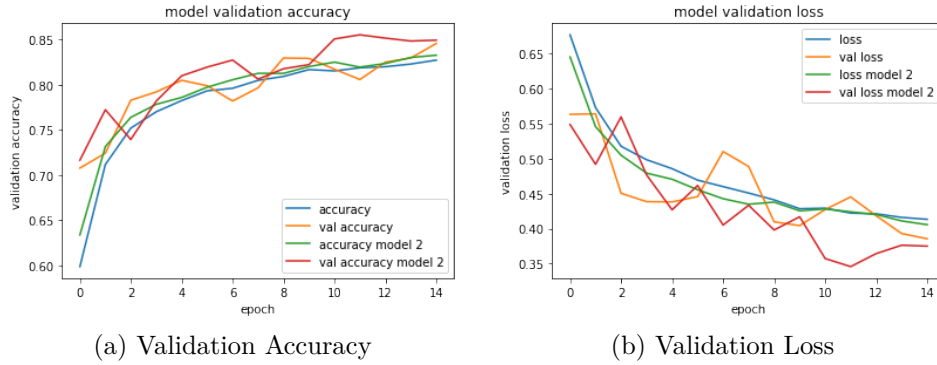 model validation accuracy
validation accuracy
0.85
0.80
0.75
0.70
0.65
0.60
accuracy
val accuracy
accuracy model 2
val accuracy model 2
0 2 4 6 8 10 12 14
epoch
(a) Validation Accuracy
model validation loss
validation loss
0.65
0.60
0.55
0.50
0.45
0.40
0.35
loss
val loss
loss model 2
val loss model 2
0 2 4 6 8 10 12 14
epoch
(b) Validation Loss